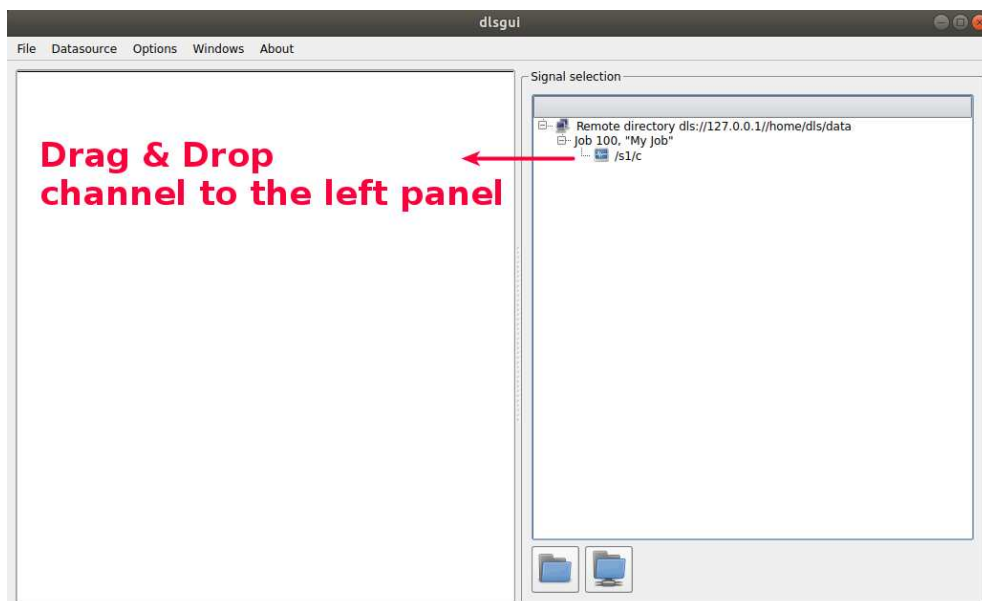 dlsgui
File Datasource Options Windows About
Signal selection
Remote directory dls://127.0.0.1//home/dls/data
Job 100, "My Job"
/s1/c
Drag & Drop
channel to the left panel